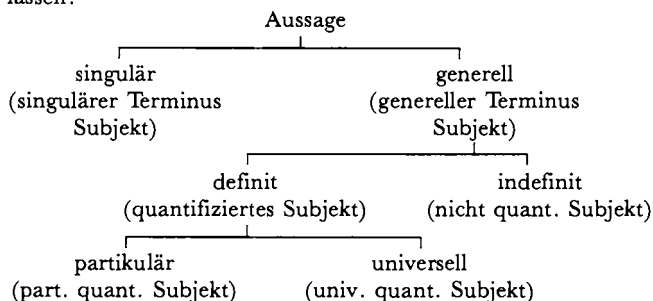 lassen:
Aussage
singulär generell
(singulärer Terminus (genereller Terminus
Subjekt) Subjekt)
definit indefinit
(quantifiziertes Subjekt) (nicht quant. Subjekt)
partikulär universell
(part. quant. Subjekt) (univ. quant. Subjekt)